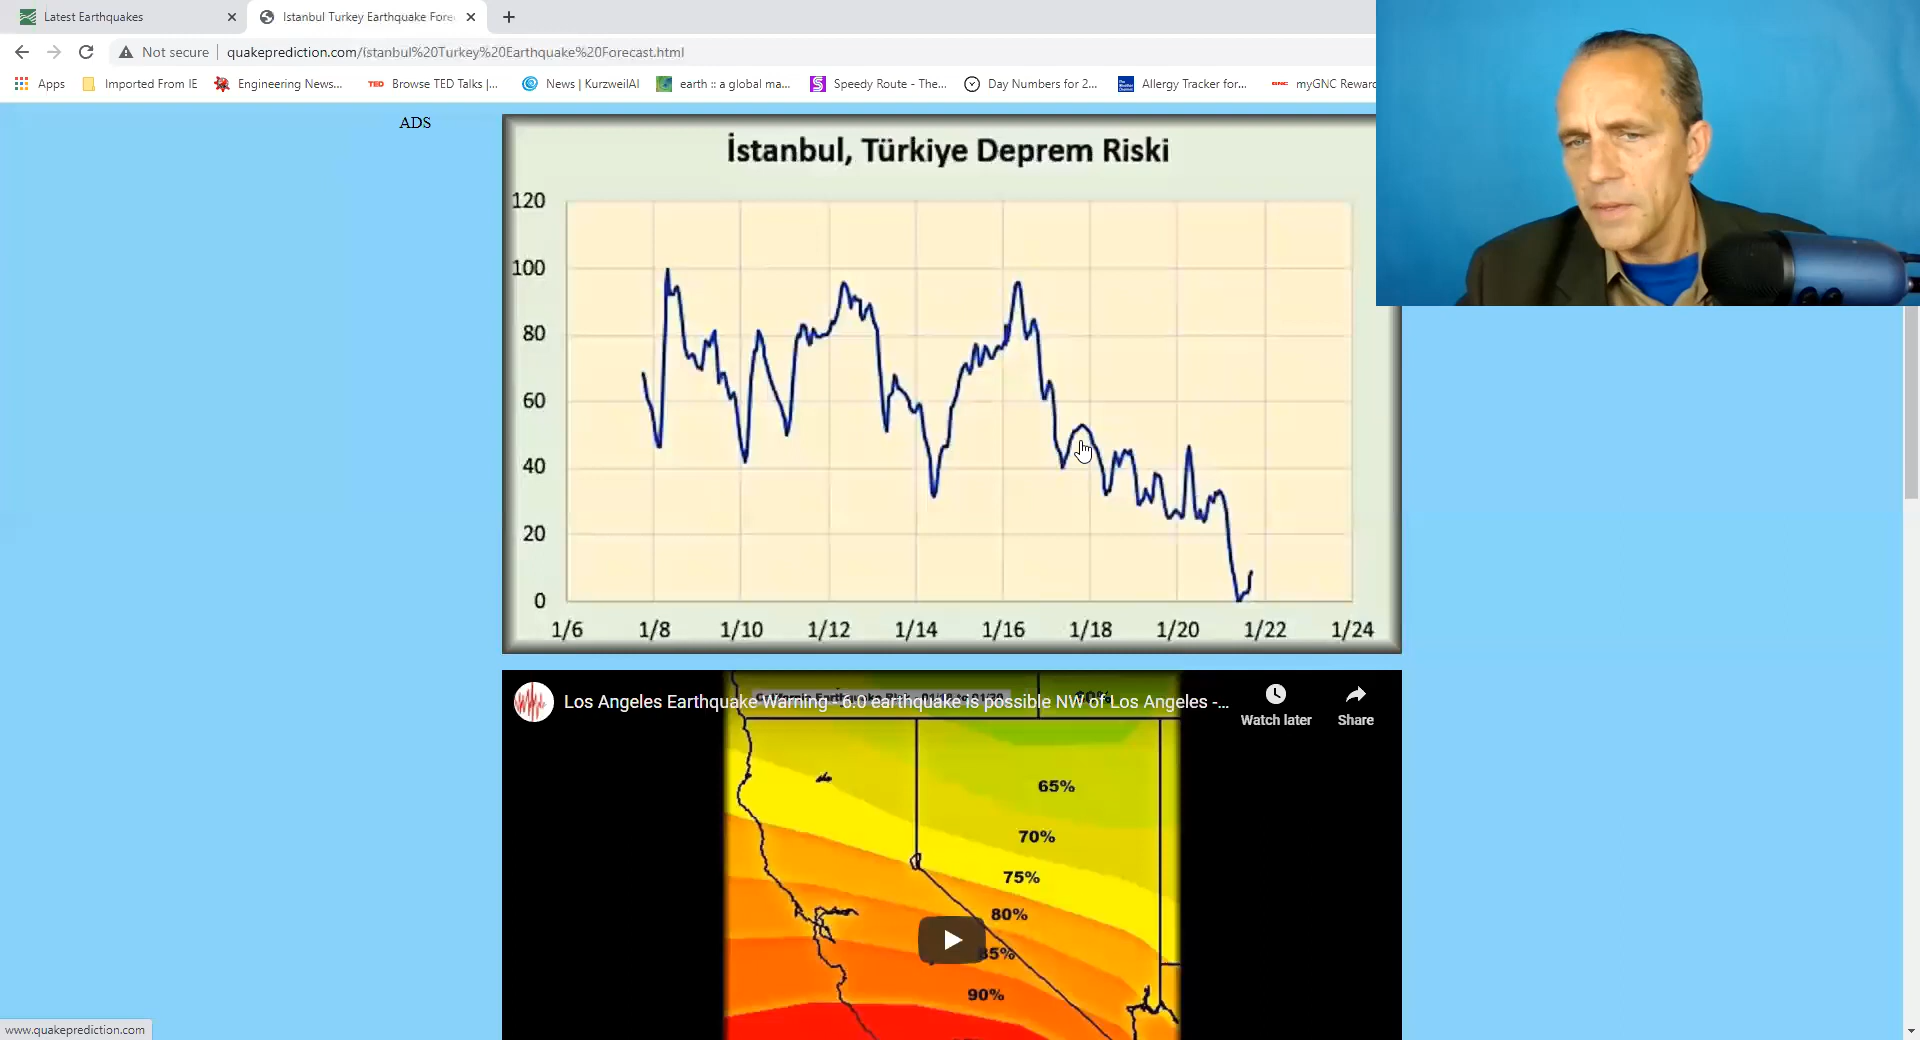 Latest Earthquakes
Istanbul Turkey Earthquake Fore
Not secure
quakeprediction.com/Istanbul%20Turkey%20Earthquake%20Forecast.html
Apps
Imported From IE
Engineering News...
TED
Browse TED Talks |...
News | KurzweilAI
earth :: a global ma...
Speedy Route - The...
Day Numbers for 2...
Allergy Tracker for...
GNC
myGNC Reward
ADS
İstanbul, Türkiye Deprem Riski
120
100
80
60
40
20
0
1/6 1/8 1/10 1/12 1/14 1/16 1/18 1/20 1/22 1/24
Los Angeles Earthquake Warning - 6.0 earthquake is possible NW of Los Angeles -...
Watch later
Share
65%
70%
75%
80%
85%
90%
www.quakeprediction.com